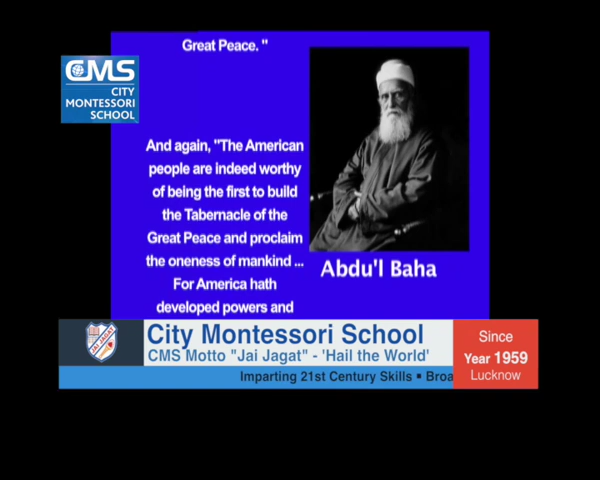 Great Peace. "
CMS
CITY
MONTESSORI
SCHOOL
And again, "The American
people are indeed worthy
of being the first to build
the Tabernacle of the
Great Peace and proclaim
the oneness of mankind ...
For America hath
developed powers and
Abdu'l Baha
JAI JAGAT
City Montessori School
CMS Motto "Jai Jagat" - 'Hail the World'
Imparting 21st Century Skills ▪ Broa
Since
Year 1959
Lucknow